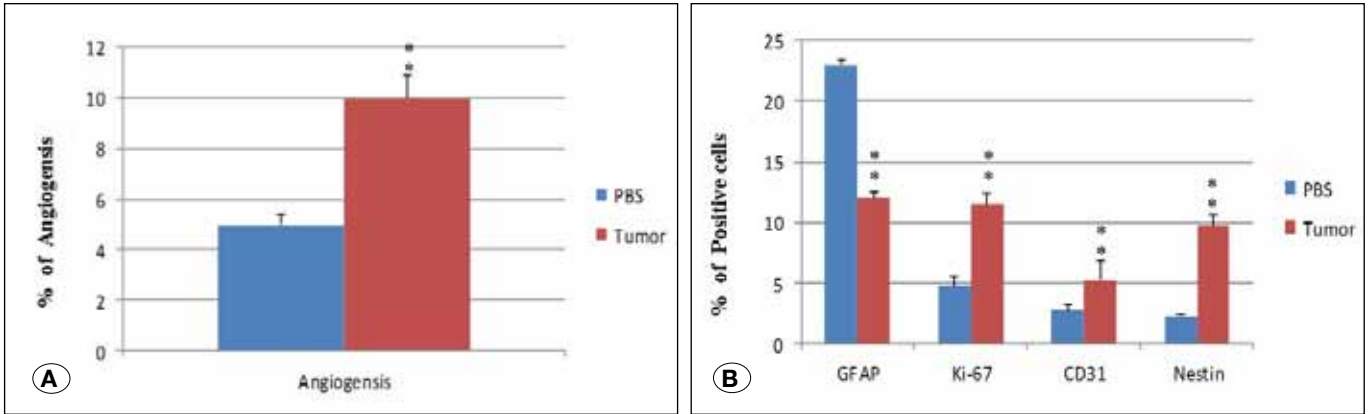 12
10
8
6
4
2
0
% of Angiogenesis
**
Angiogensis
PBS
Tumor
A
25
20
15
10
5
0
% of Positive cells
**
**
**
**
GFAP Ki-67 CD31 Nestin
PBS
Tumor
B